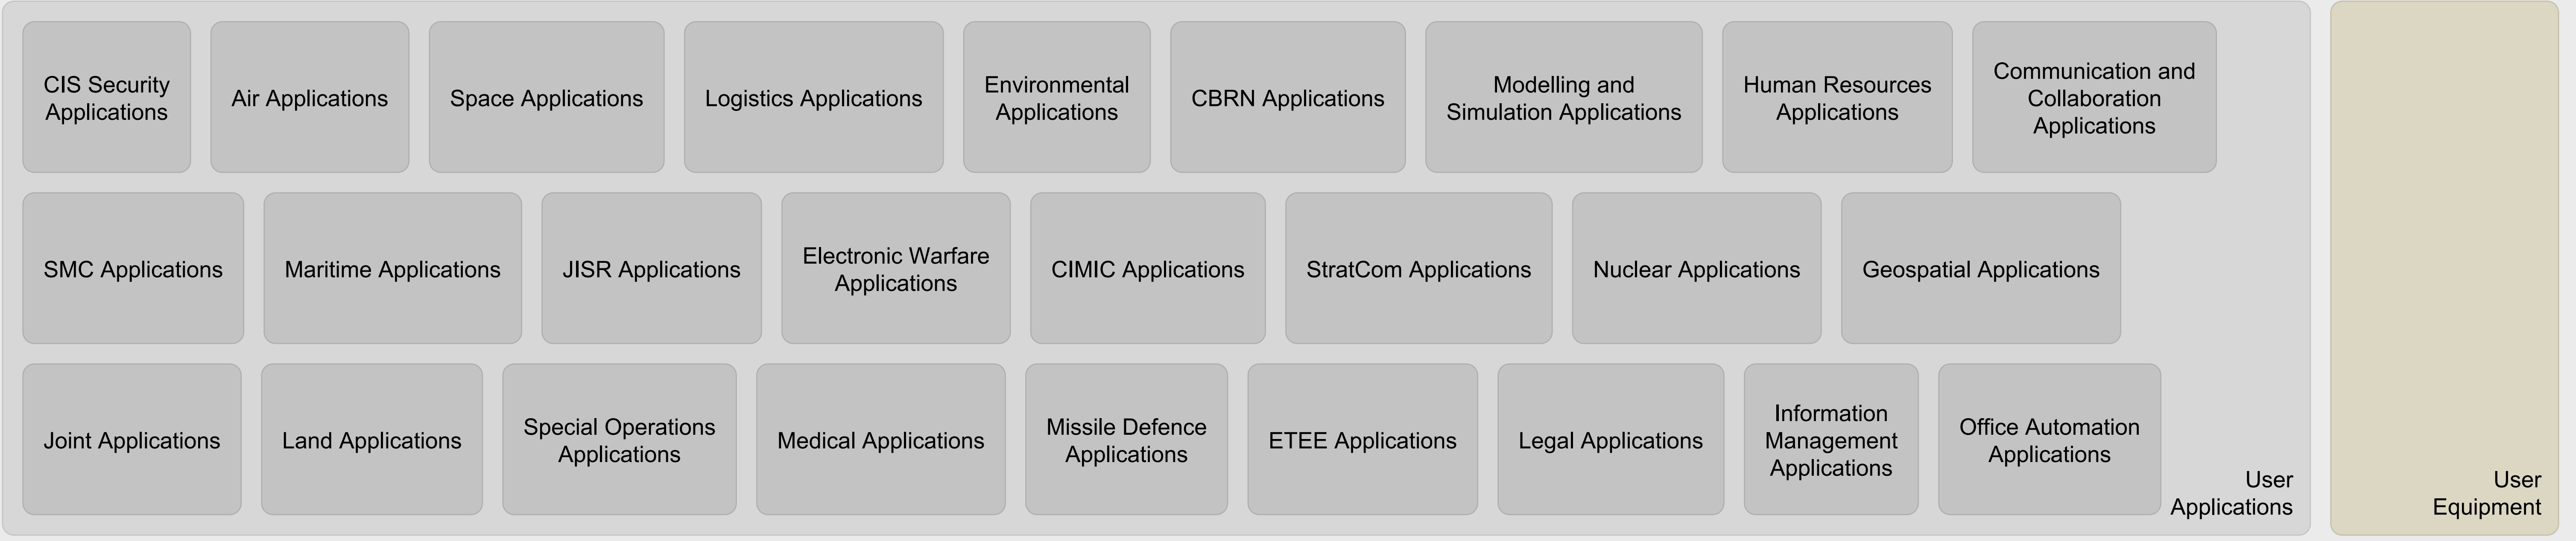 CIS Security
Applications
Air Applications
Space Applications
Logistics Applications
Environmental
Applications
CBRN Applications
Modelling and
Simulation Applications
Human Resources
Applications
Communication and
Collaboration
Applications
SMC Applications
Maritime Applications
JISR Applications
Electronic Warfare
Applications
CIMIC Applications
StratCom Applications
Nuclear Applications
Geospatial Applications
Joint Applications
Land Applications
Special Operations
Applications
Medical Applications
Missile Defence
Applications
ETEE Applications
Legal Applications
Information
Management
Applications
Office Automation
Applications
User
Applications
User
Equipment